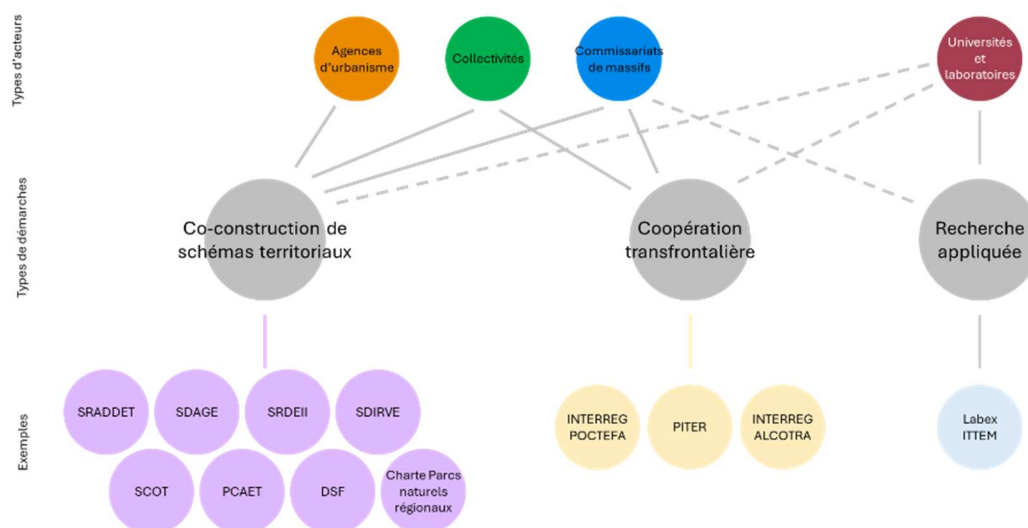 Types d'acteurs
Agences
d'urbanisme
Collectivités
Commissariats
de massifs
Universités
et
laboratoires
Types de démarches
Co-construction de
schémas territoriaux
Coopération
transfrontalière
Recherche
appliquée
Exemples
SRADDET
SDAGE
SRDEII
SDIRVE
INTERREG
POCTEFA
PITER
INTERREG
ALCOTRA
Labex
ITTEM
SCOT
PCAET
DSF
Charte Parcs
naturels
régionaux